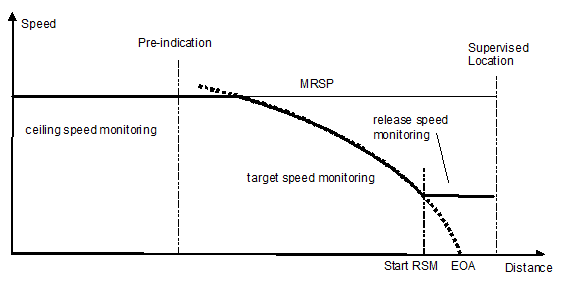 Speed
Pre-indication
Supervised
Location
MRSP
release speed
monitoring
ceiling speed monitoring
target speed monitoring
Start RSM
EOA
Distance